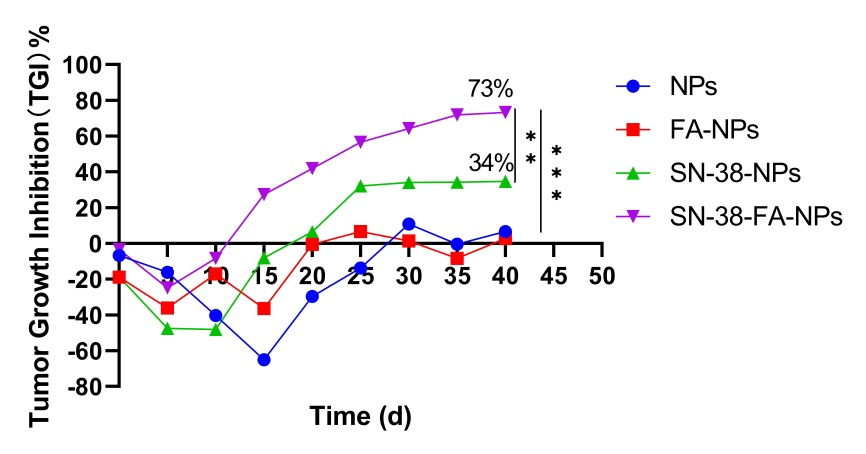 Tumor Growth Inhibition(TGI)%
100
80
60
40
20
0
-20
-40
-60
-80
10 15 20 25 30 35 40 45 50
Time (d)
73%
34%
**
***
NPs
FA-NPs
SN-38-NPs
SN-38-FA-NPs